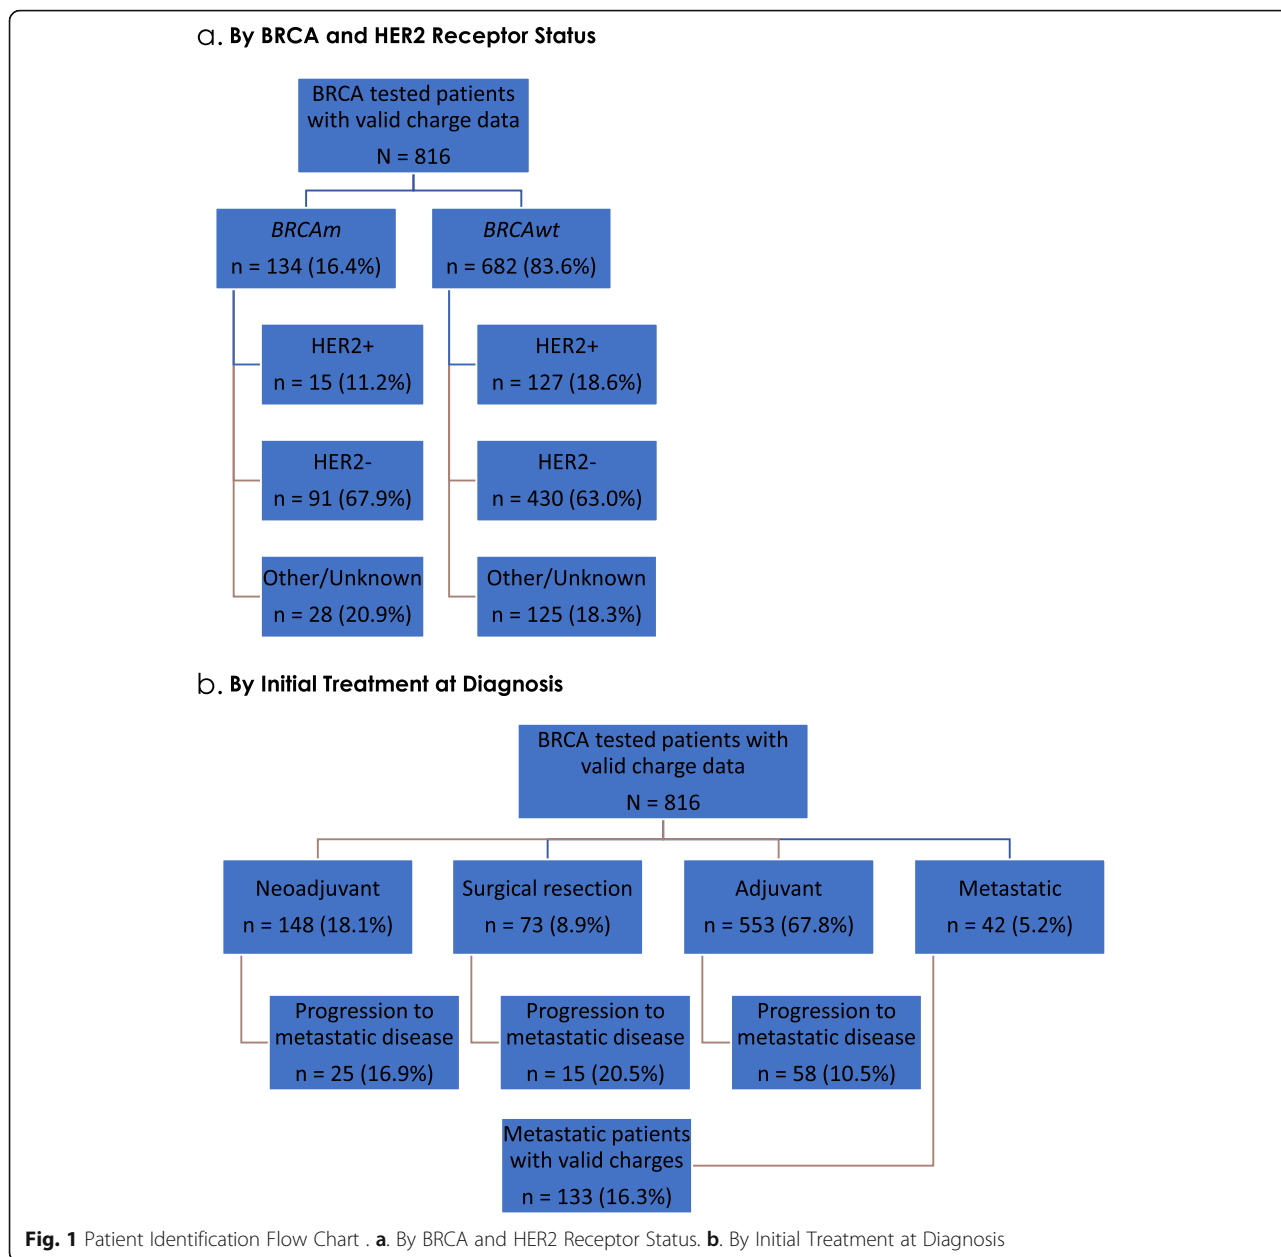 a. By BRCA and HER2 Receptor Status
BRCA tested patients
with valid charge data
N = 816
BRCAm
n = 134 (16.4%)
BRCAwt
n = 682 (83.6%)
HER2+
n = 15 (11.2%)
HER2+
n = 127 (18.6%)
HER2-
n = 91 (67.9%)
HER2-
n = 430 (63.0%)
Other/Unknown
n = 28 (20.9%)
Other/Unknown
n = 125 (18.3%)
b. By Initial Treatment at Diagnosis
BRCA tested patients with
valid charge data
N = 816
Neoadjuvant
n = 148 (18.1%)
Surgical resection
n = 73 (8.9%)
Adjuvant
n = 553 (67.8%)
Metastatic
n = 42 (5.2%)
Progression to
metastatic disease
n = 25 (16.9%)
Progression to
metastatic disease
n = 15 (20.5%)
Progression to
metastatic disease
n = 58 (10.5%)
Metastatic patients
with valid charges
n = 133 (16.3%)
Fig. 1 Patient Identification Flow Chart . a. By BRCA and HER2 Receptor Status. b. By Initial Treatment at Diagnosis